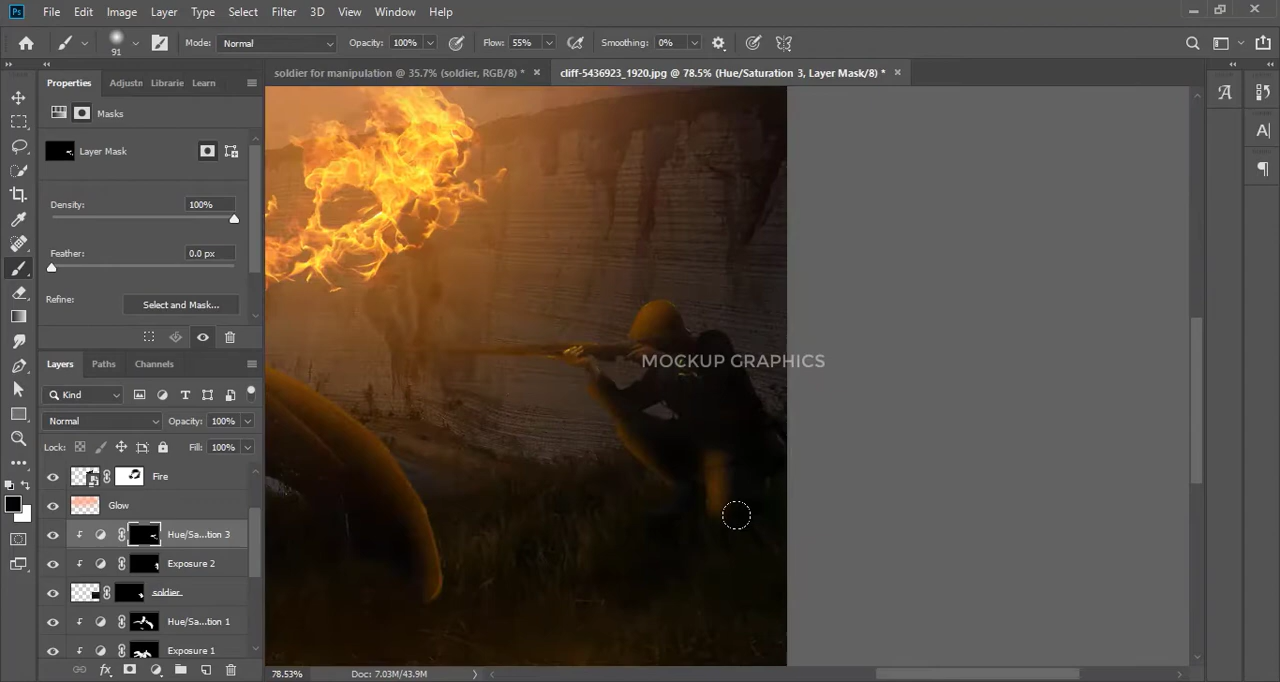 Ps File Edit Image Layer Type Select Filter 3D View Window Help
91 Mode: Normal Opacity: 100% Flow: 55% Smoothing: 0%
soldier for manipulation @ 35.7% (soldier, RGB/8) * × cliff-5436923_1920.jpg @ 78.5% (Hue/Saturation 3, Layer Mask/8) * ×
Properties Adjustn Librarie Learn
Masks
Layer Mask
Density: 100%
Feather: 0.0 px
Refine: Select and Mask...
Layers Paths Channels
Kind
Normal Opacity: 100%
Lock: Fill: 100%
Fire
Glow
Hue/Sa...tion 3
Exposure 2
soldier
Hue/Sa...tion 1
Exposure 1
MOCKUP GRAPHICS
78.53% Doc: 7.03M/43.9M